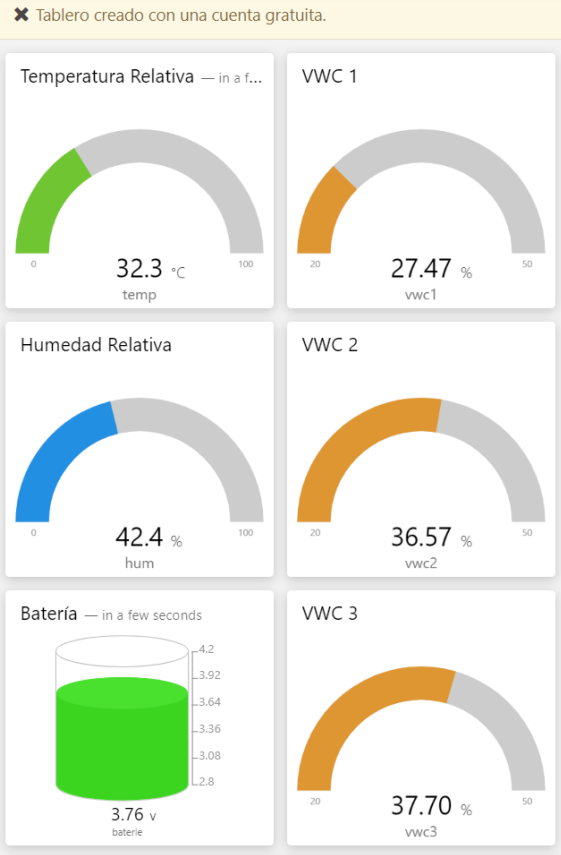 ✖ Tablero creado con una cuenta gratuita.
Temperatura Relativa — in a f...
0
100
32.3 °C
temp
VWC 1
20
50
27.47 %
vwc1
Humedad Relativa
0
100
42.4 %
hum
VWC 2
20
50
36.57 %
vwc2
Batería — in a few seconds
4.2
3.92
3.64
3.36
3.08
2.8
3.76 v
baterie
VWC 3
20
50
37.70 %
vwc3